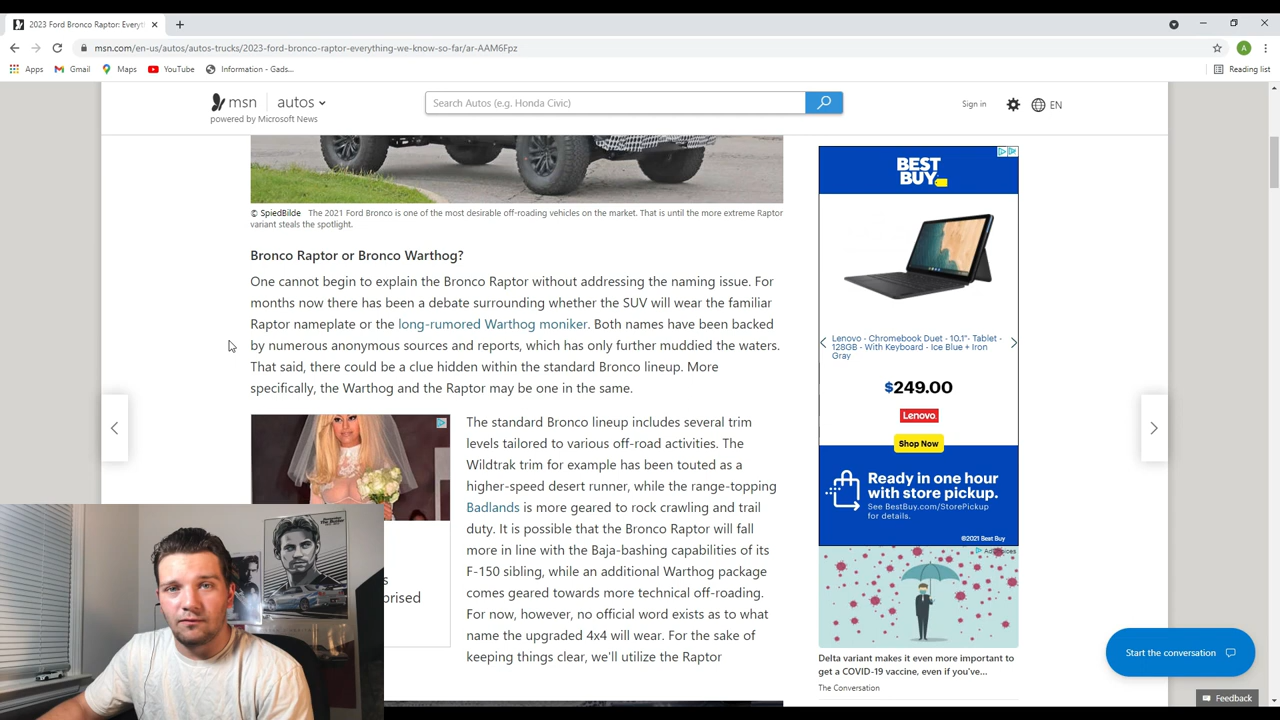 2023 Ford Bronco Raptor: Everyt
msn.com/en-us/autos/autos-trucks/2023-ford-bronco-raptor-everything-we-know-so-far/ar-AAM6Fpz
A
Apps
Gmail
Maps
YouTube
Information - Gads...
Reading list
msn
autos
powered by Microsoft News
Search Autos (e.g. Honda Civic)
Sign in
EN
© SpiedBilde The 2021 Ford Bronco is one of the most desirable off-roading vehicles on the market. That is until the more extreme Raptor
variant steals the spotlight.
Bronco Raptor or Bronco Warthog?
One cannot begin to explain the Bronco Raptor without addressing the naming issue. For
months now there has been a debate surrounding whether the SUV will wear the familiar
Raptor nameplate or the long-rumored Warthog moniker. Both names have been backed
by numerous anonymous sources and reports, which has only further muddied the waters.
That said, there could be a clue hidden within the standard Bronco lineup. More
specifically, the Warthog and the Raptor may be one in the same.
The standard Bronco lineup includes several trim
levels tailored to various off-road activities. The
Wildtrak trim for example has been touted as a
higher-speed desert runner, while the range-topping
Badlands is more geared to rock crawling and trail
duty. It is possible that the Bronco Raptor will fall
more in line with the Baja-bashing capabilities of its
F-150 sibling, while an additional Warthog package
comes geared towards more technical off-roading.
For now, however, no official word exists as to what
name the upgraded 4x4 will wear. For the sake of
keeping things clear, we'll utilize the Raptor
s
prised
BEST
BUY
Lenovo - Chromebook Duet - 10.1"- Tablet -
128GB - With Keyboard - Ice Blue + Iron
Gray
$249.00
Lenovo
Shop Now
Ready in one hour
with store pickup.
See BestBuy.com/StorePickup
for details.
©2021 Best Buy
AdChoices
Delta variant makes it even more important to
get a COVID-19 vaccine, even if you've...
The Conversation
Start the conversation
Feedback